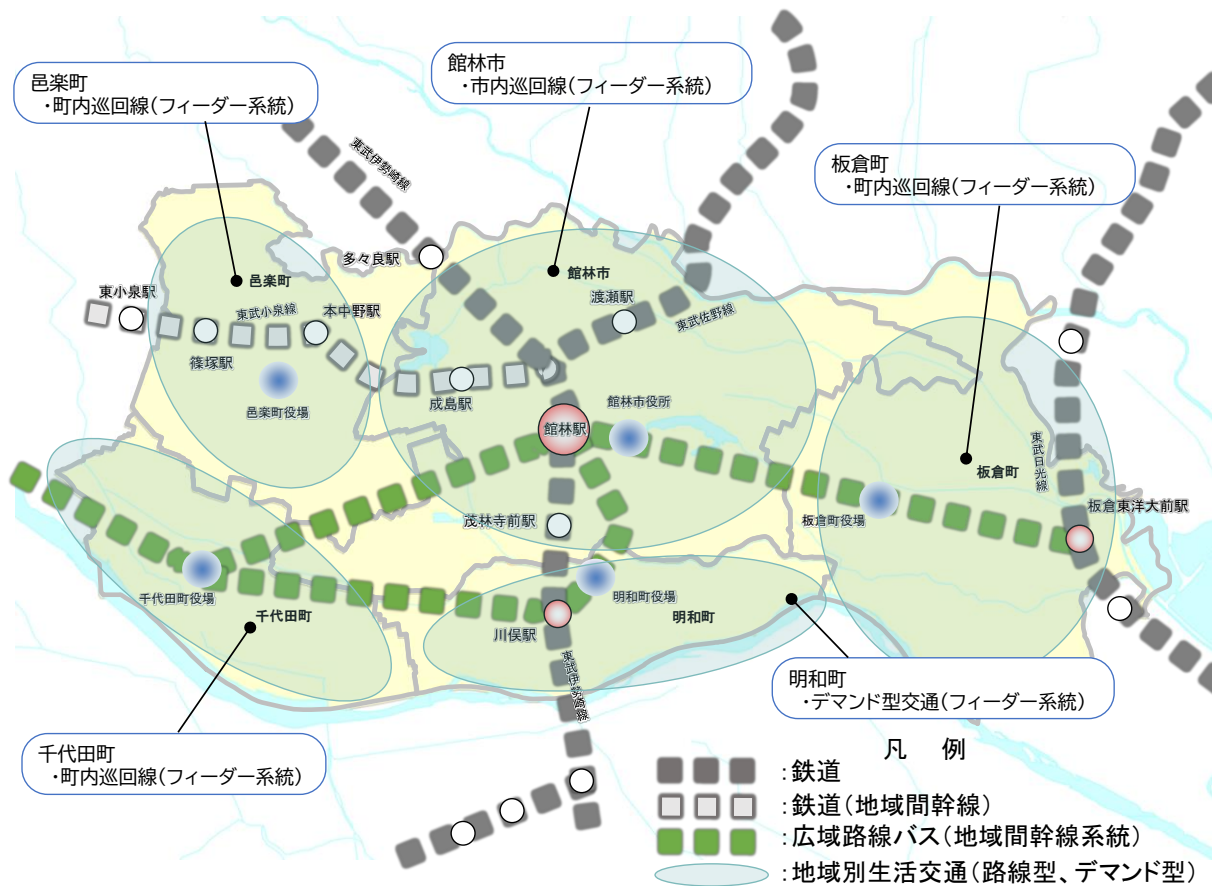 館林市
・市内巡回線(フィーダー系統)
邑楽町
・町内巡回線(フィーダー系統)
板倉町
・町内巡回線(フィーダー系統)
東武伊勢崎線
多々良駅
館林市
邑楽町
東小泉駅
東武小泉線
本中野駅
渡瀬駅
東武佐野線
篠塚駅
成島駅
邑楽町役場
館林市役所
館林駅
東武日光線
板倉町
板倉東洋大前駅
茂林寺前駅
板倉町役場
千代田町役場
明和町役場
千代田町
川俣駅
明和町
東武伊勢崎線
明和町
・デマンド型交通(フィーダー系統)
千代田町
・町内巡回線(フィーダー系統)
凡 例
:鉄道
:鉄道(地域間幹線)
:広域路線バス(地域間幹線系統)
:地域別生活交通(路線型、デマンド型)